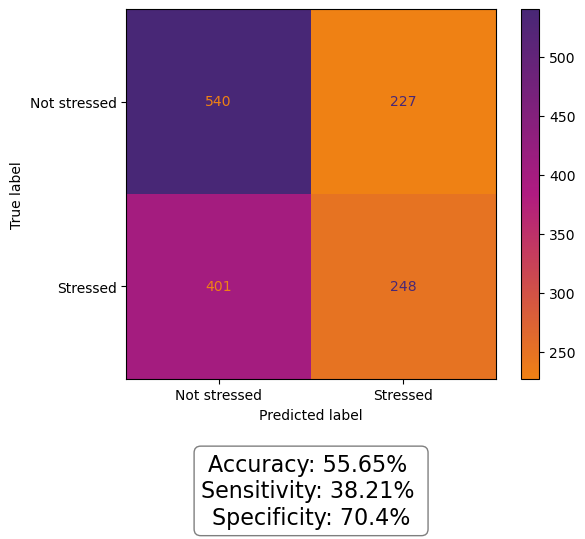 540 227
401 248
Not stressed
Stressed
True label
Not stressed Stressed
Predicted label
500
450
400
350
300
250
Accuracy: 55.65%
Sensitivity: 38.21%
Specificity: 70.4%